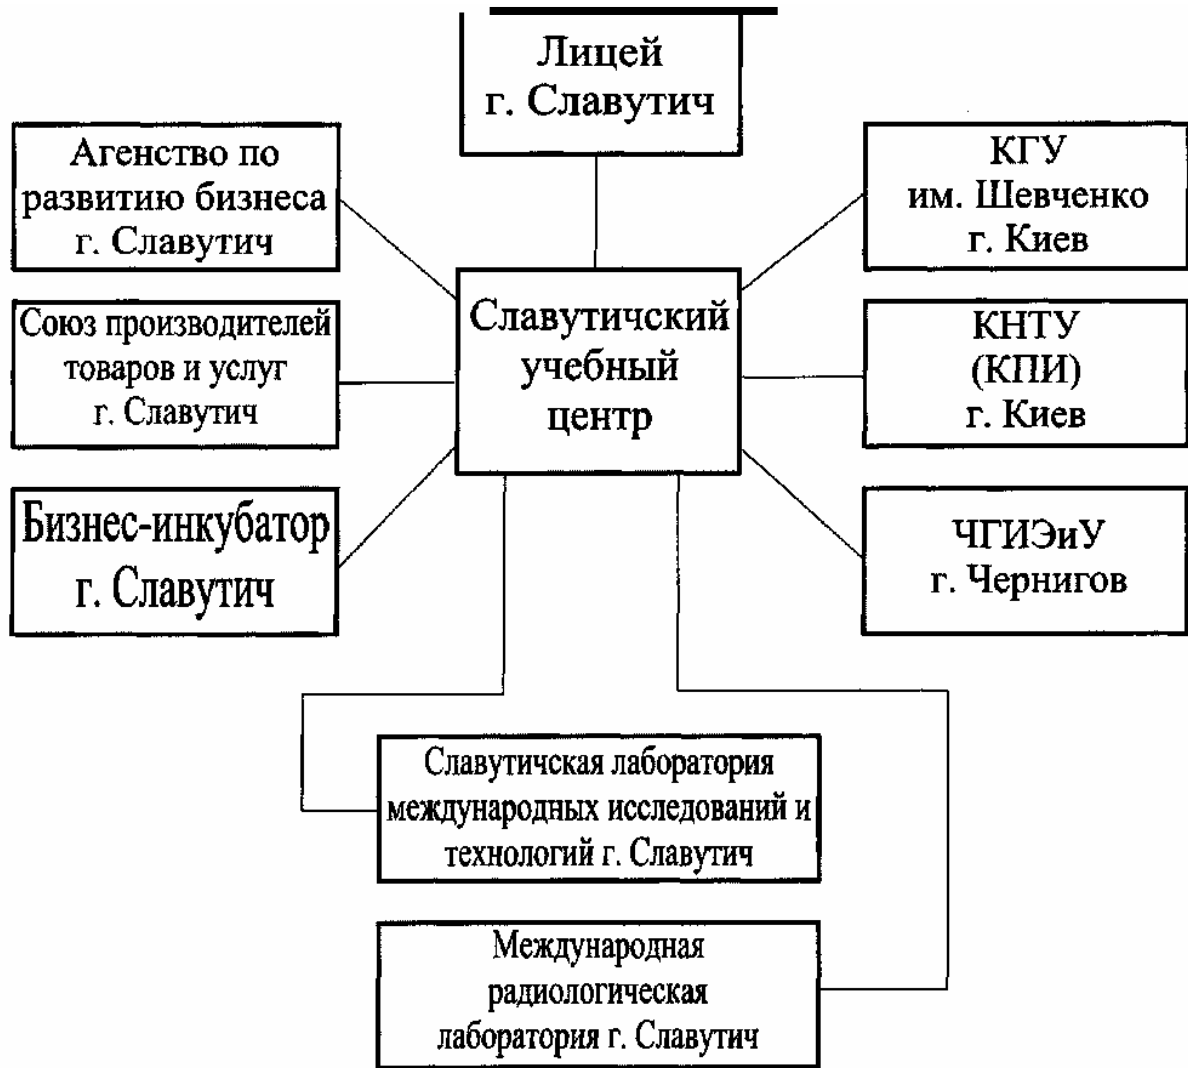 Лицей
г. Славутич
Агенство по
развитию бизнеса
г. Славутич
КГУ
им. Шевченко
г. Киев
Славутичский
учебный
центр
Союз производителей
товаров и услуг
г. Славутич
КНТУ
(КПИ)
г. Киев
Бизнес-инкубатор
г. Славутич
ЧГИЭиУ
г. Чернигов
Славутичская лаборатория
международных исследований и
технологий г. Славутич
Международная
радиологическая
лаборатория г. Славутич